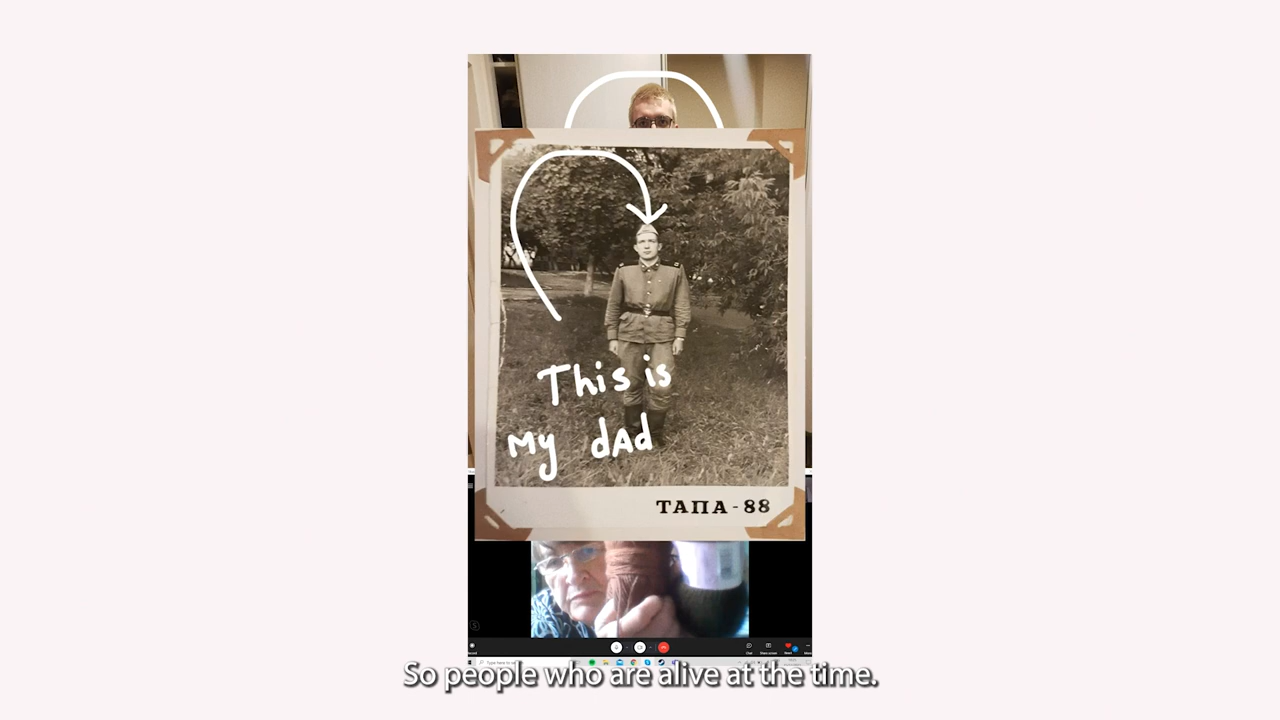 This is
My dAd
ТАПА-88
So people who are alive at the time.